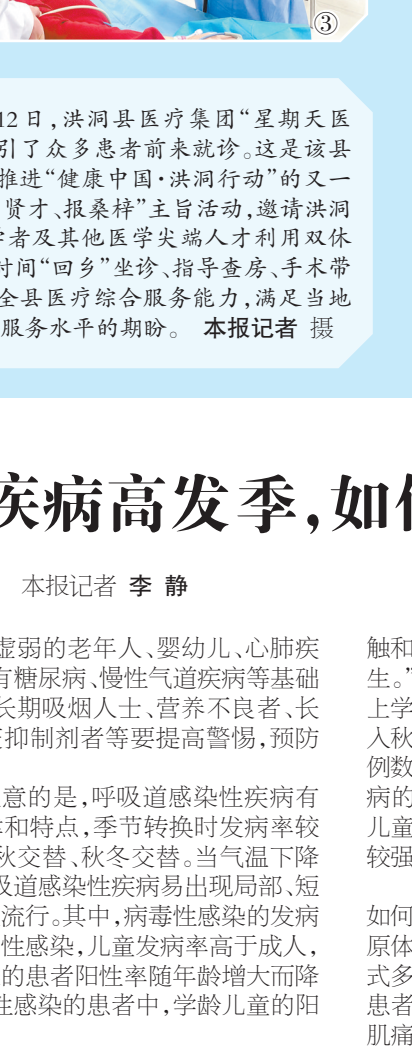 ③
12日,洪洞县医疗集团“星期天医
引了众多患者前来就诊。这是该县
推进“健康中国·洪洞行动”的又一
贤才、报桑梓”主旨活动,邀请洪洞
学者及其他医学尖端人才利用双休
时间“回乡”坐诊、指导查房、手术带
全县医疗综合服务能力,满足当地
服务水平的期盼。 本报记者 摄
疾病高发季,如
本报记者 李 静
虚弱的老年人、婴幼儿、心肺疾
有糖尿病、慢性气道疾病等基础
长期吸烟人士、营养不良者、长
抑制剂者等要提高警惕,预防
意的是,呼吸道感染性疾病有
和特点,季节转换时发病率较
秋交替、秋冬交替。当气温下降
吸道感染性疾病易出现局部、短
流行。其中,病毒性感染的发病
性感染,儿童发病率高于成人,
的患者阳性率随年龄增大而降
性感染的患者中,学龄儿童的阳
触和
生。”
上学
入秋
例数
病的
儿童
较强
如何
原体
式多
患者
肌痛